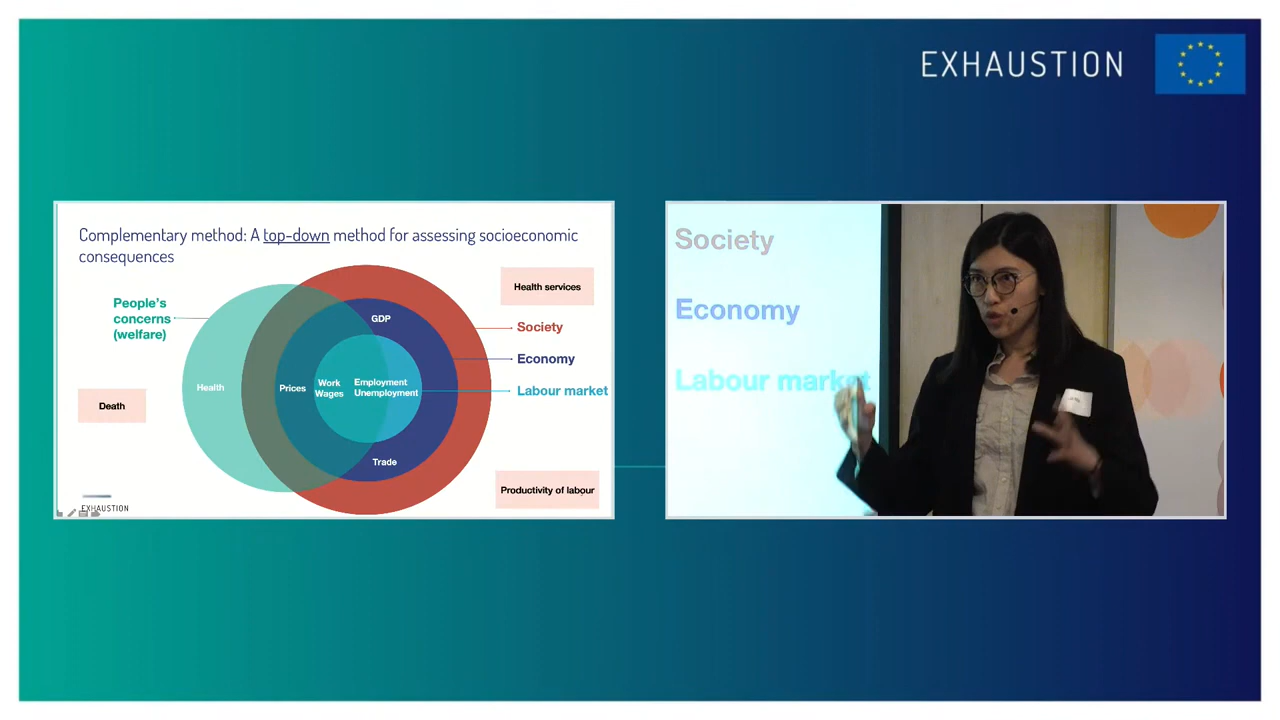 EXHAUSTION
Complementary method: A top-down method for assessing socioeconomic
consequences
People's
concerns
(welfare)
Health services
GDP
Society
Economy
Labour market
Health
Prices
Work
Wages
Employment
Unemployment
Death
Trade
Productivity of labour
EXHAUSTION
Society
Economy
Labour market